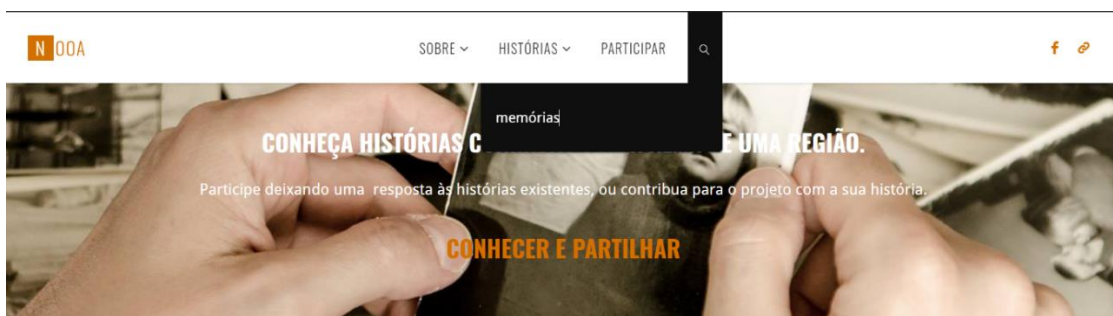 NOOA
SOBRE HISTÓRIAS PARTICIPAR
memórias
CONHEÇA HISTÓRIAS C E UMA REGIÃO.
Participe deixando uma resposta às histórias existentes, ou contribua para o projeto com a sua história.
CONHECER E PARTILHAR